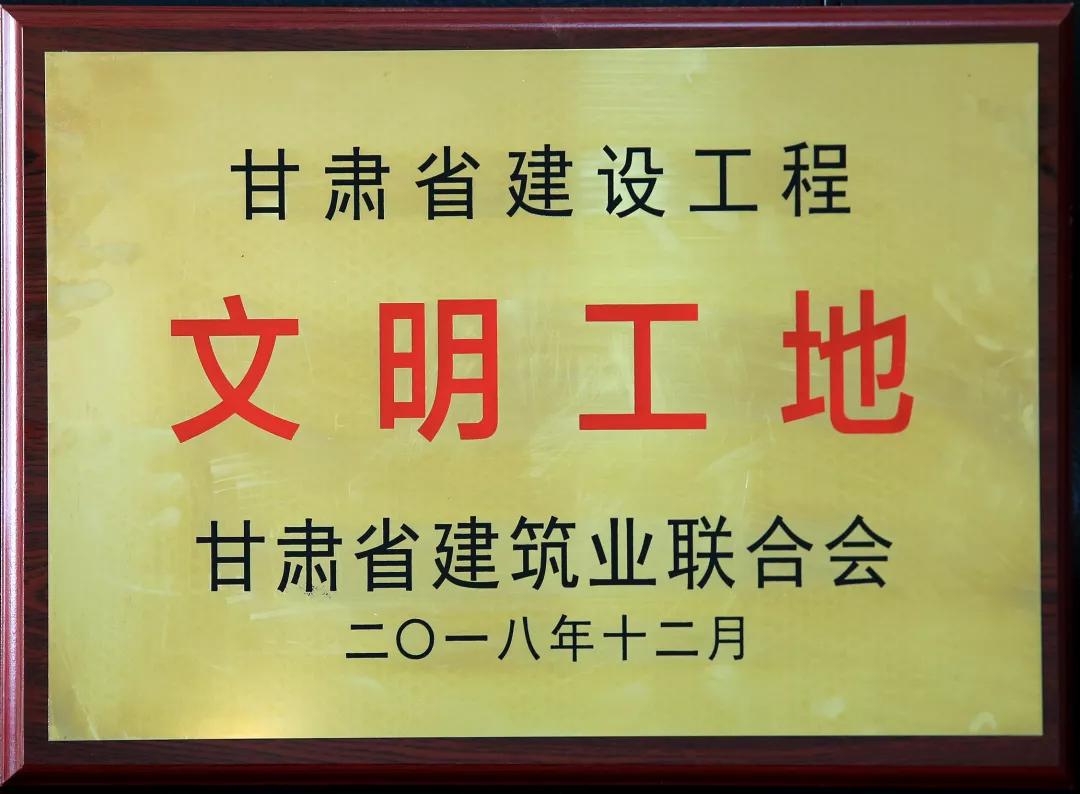 甘肃省建设工程
文明工地
甘肃省建筑业联合会
二〇一八年十二月